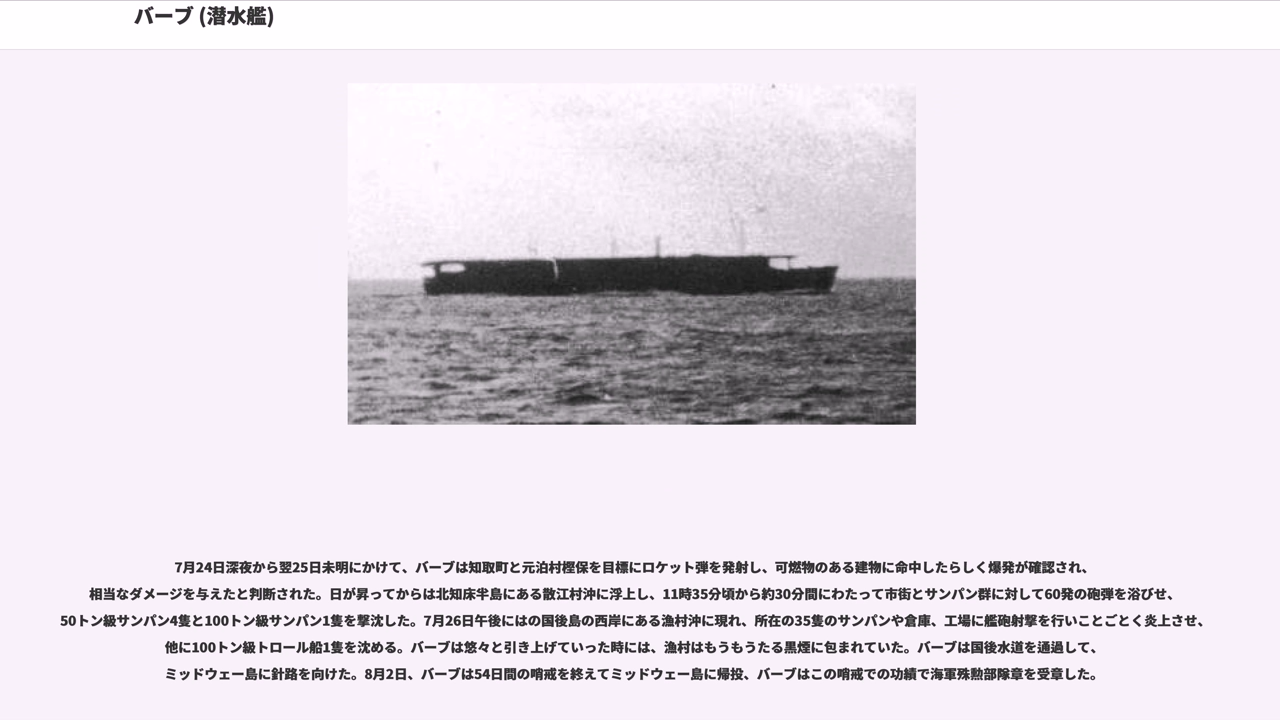 バーブ (潜水艦)
7月24日深夜から翌25日未明にかけて、バーブは知取町と元泊村樫保を目標にロケット弾を発射し、可燃物のある建物に命中したらしく爆発が確認され、
相当なダメージを与えたと判断された。日が昇ってからは北知床半島にある散江村沖に浮上し、11時35分頃から約30分間にわたって市街とサンパン群に対して60発の砲弾を浴びせ、
50トン級サンパン4隻と100トン級サンパン1隻を撃沈した。7月26日午後にはの国後島の西岸にある漁村沖に現れ、所在の35隻のサンパンや倉庫、工場に艦砲射撃を行いことごとく炎上させ、
他に100トン級トロール船1隻を沈める。バーブは悠々と引き上げていった時には、漁村はもうもうたる黒煙に包まれていた。バーブは国後水道を通過して、
ミッドウェー島に針路を向けた。8月2日、バーブは54日間の哨戒を終えてミッドウェー島に帰投、バーブはこの哨戒での功績で海軍殊勲部隊章を受章した。